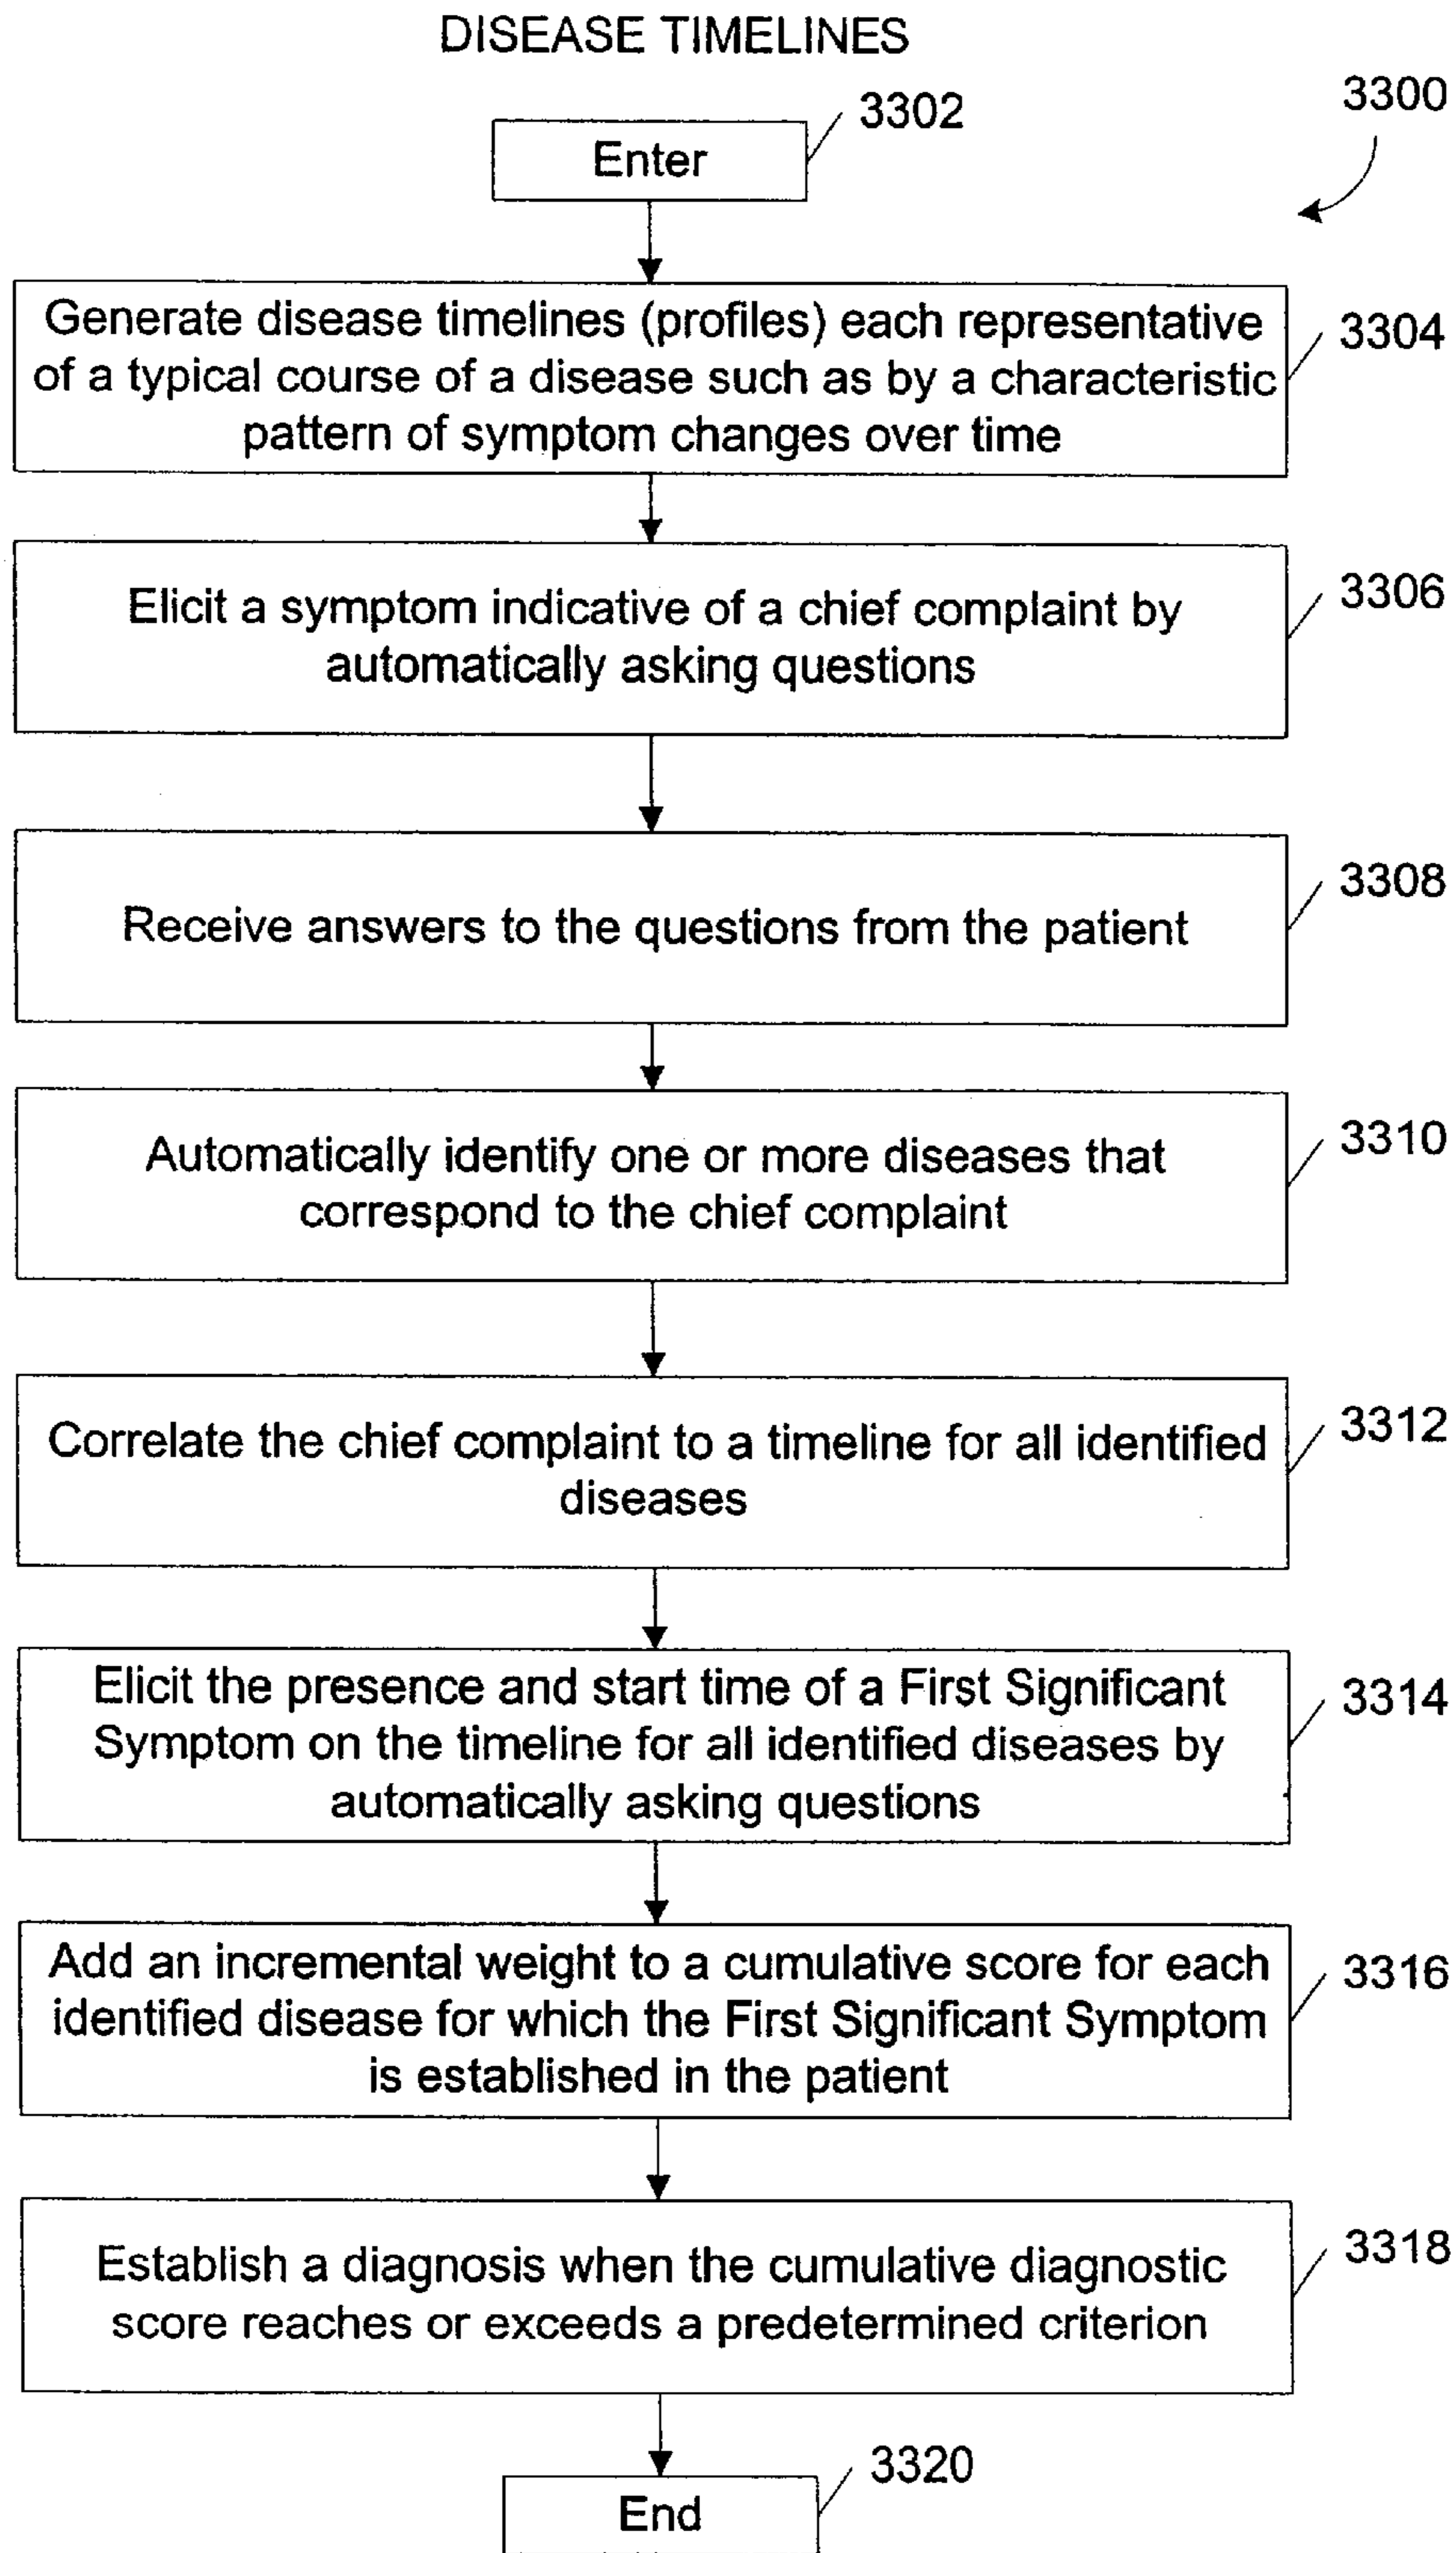 DISEASE TIMELINES
3300
3302
Enter
Generate disease timelines (profiles) each representative
of a typical course of a disease such as by a characteristic
pattern of symptom changes over time
3304
Elicit a symptom indicative of a chief complaint by
automatically asking questions
3306
Receive answers to the questions from the patient
3308
Automatically identify one or more diseases that
correspond to the chief complaint
3310
Correlate the chief complaint to a timeline for all identified
diseases
3312
Elicit the presence and start time of a First Significant
Symptom on the timeline for all identified diseases by
automatically asking questions
3314
Add an incremental weight to a cumulative score for each
identified disease for which the First Significant Symptom
is established in the patient
3316
Establish a diagnosis when the cumulative diagnostic
score reaches or exceeds a predetermined criterion
3318
3320
End